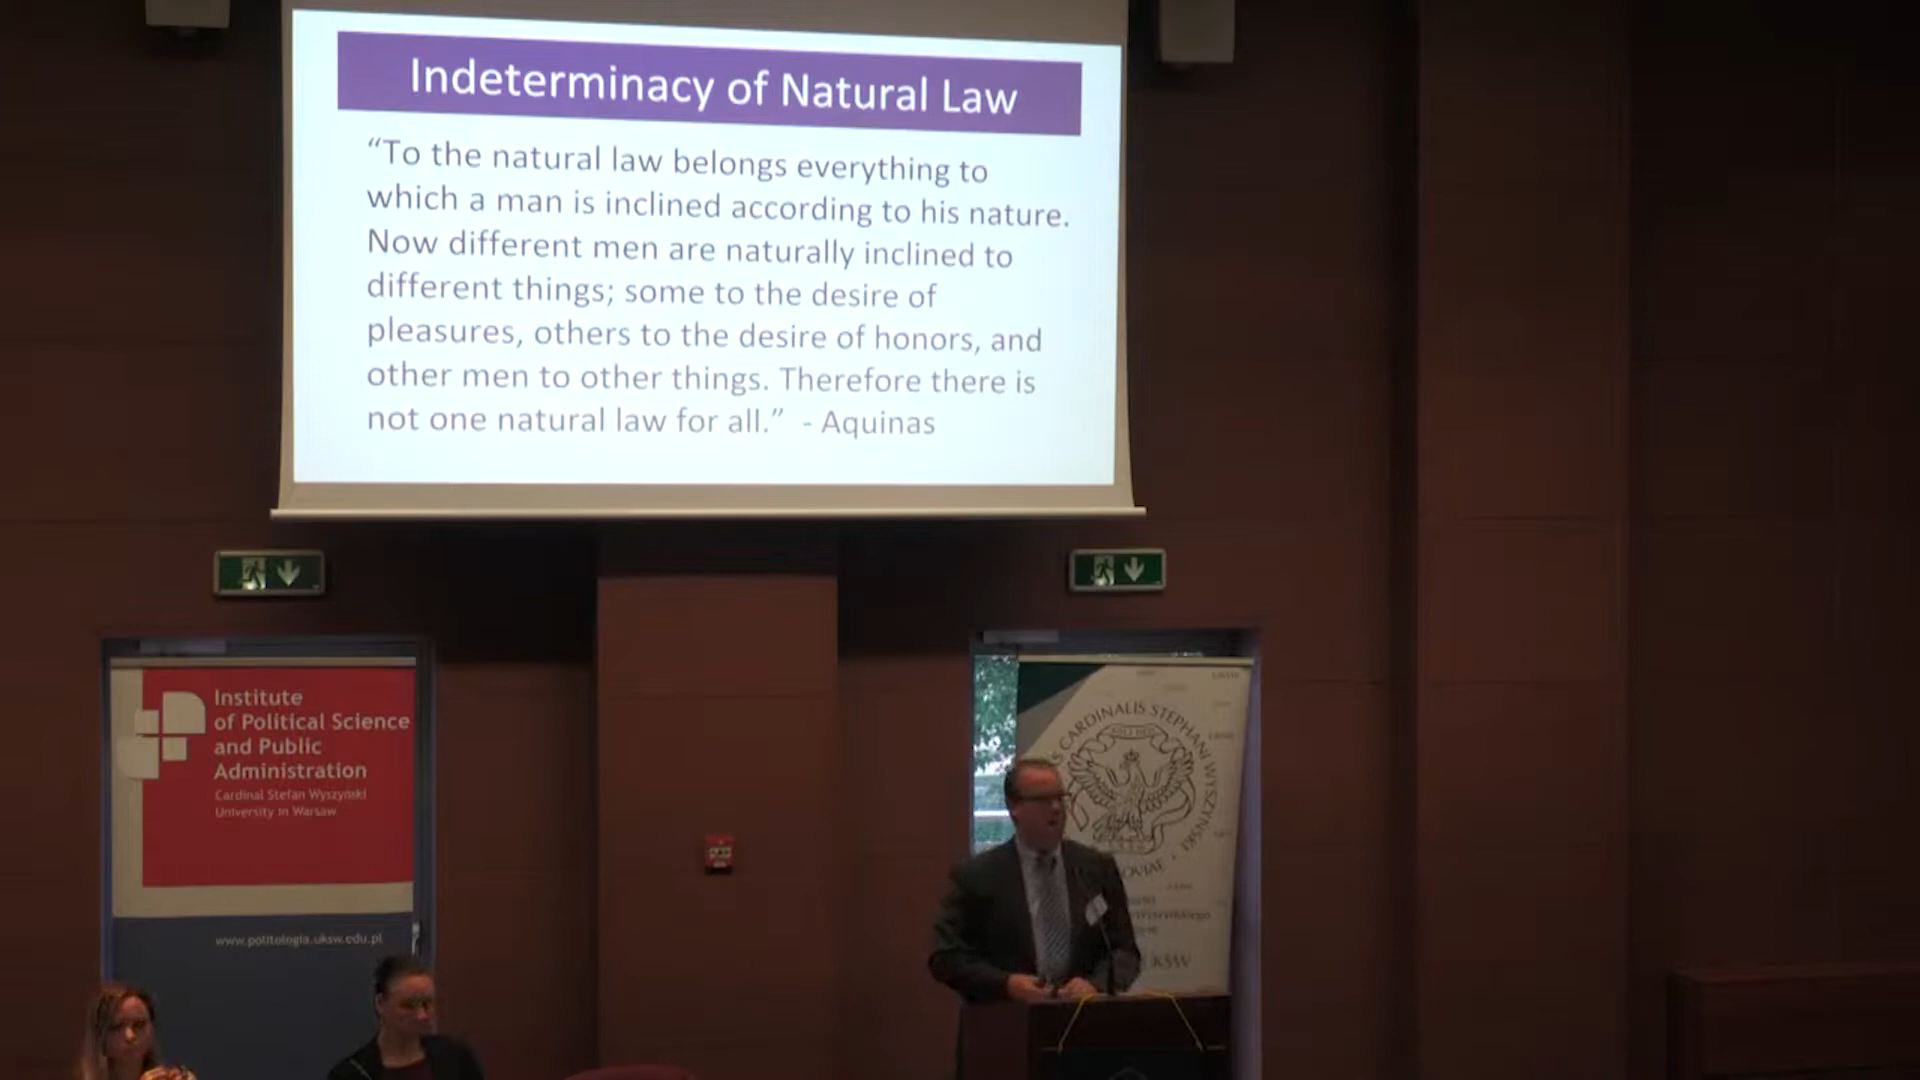 Indeterminacy of Natural Law
“To the natural law belongs everything to
which a man is inclined according to his nature.
Now different men are naturally inclined to
different things; some to the desire of
pleasures, others to the desire of honors, and
other men to other things. Therefore there is
not one natural law for all.” - Aquinas
Institute
of Political Science
and Public
Administration
Cardinal Stefan Wyszyński
University in Warsaw
www.politologia.uksw.edu.pl
CARDINALIS STEPHANI WYSZYŃSKI